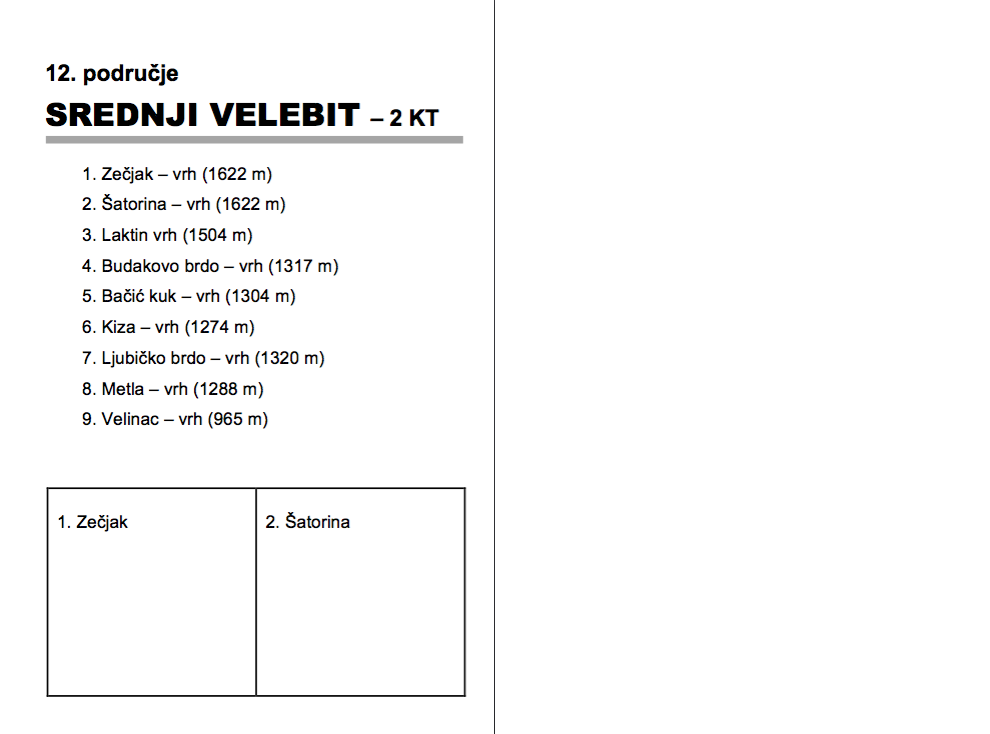 12. područje
SREDNJI VELEBIT – 2 KT
1. Zečjak – vrh (1622 m)
2. Šatorina – vrh (1622 m)
3. Laktin vrh (1504 m)
4. Budakovo brdo – vrh (1317 m)
5. Bačić kuk – vrh (1304 m)
6. Kiza – vrh (1274 m)
7. Ljubičko brdo – vrh (1320 m)
8. Metla – vrh (1288 m)
9. Velinac – vrh (965 m)
1. Zečjak
2. Šatorina